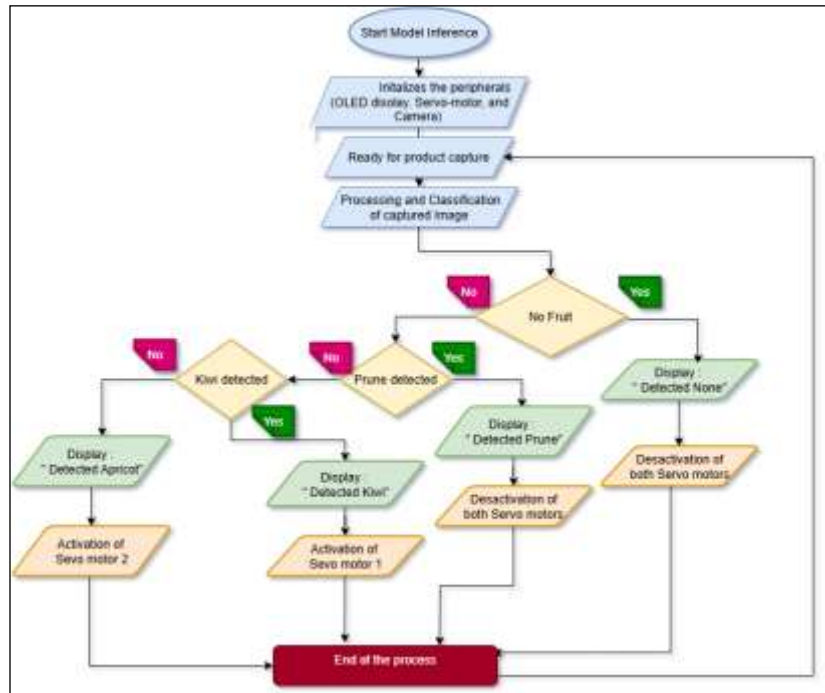 Start Model Inference
Initalizes the peripherals
(OLED display, Servo-motor, and
Camera)
Ready for product capture
Processing and Classification
of captured Image
No
Yes
No Fruit
No
No
Yes
Kiwi detected
Prune detected
Yes
Display :
" Detected None"
Display :
" Detected Prune"
Display :
" Detected Apricot"
Display :
" Detected Kiwi"
Desactivation of
both Servo motors
Desactivation of
both Servo motors
Activation of
Sevo motor 2
Activation of
Sevo motor 1
End of the process